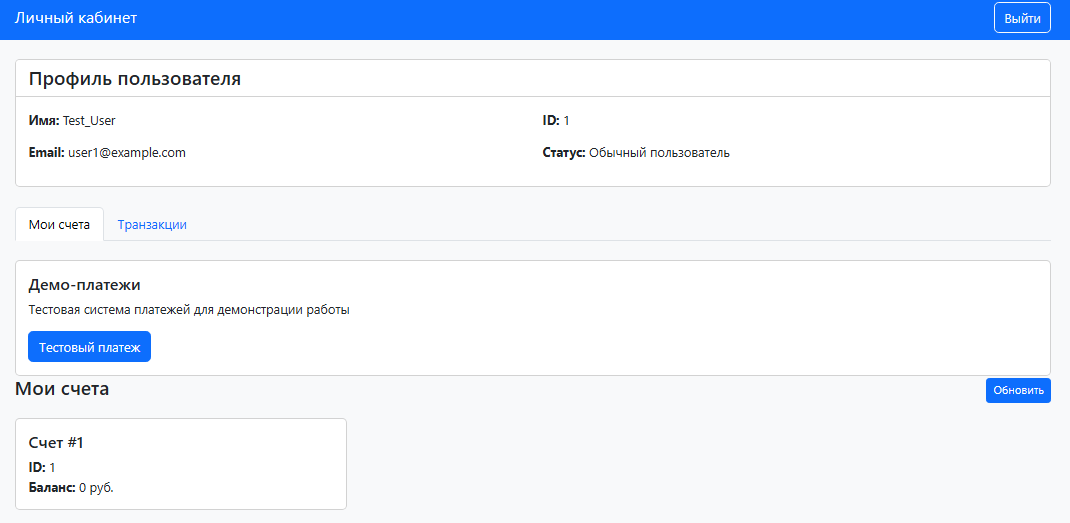 Личный кабинет
Выйти
Профиль пользователя
Имя: Test_User
ID: 1
Email: user1@example.com
Статус: Обычный пользователь
Мои счета
Транзакции
Демо-платежи
Тестовая система платежей для демонстрации работы
Тестовый платеж
Мои счета
Обновить
Счет #1
ID: 1
Баланс: 0 руб.